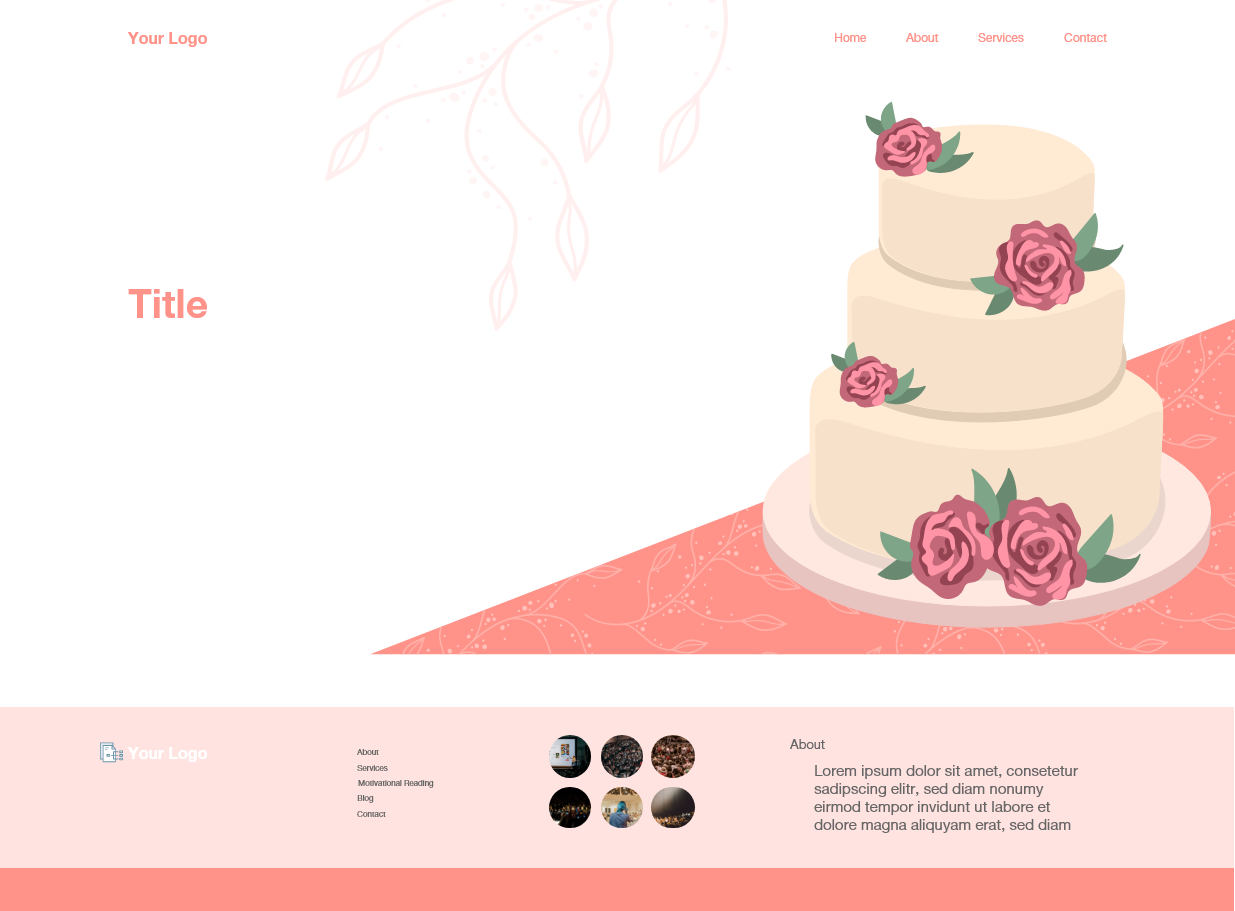 Your Logo
Home
About
Services
Contact
Title
Your Logo
About
Services
Motivational Reading
Blog
Contact
About
Lorem ipsum dolor sit amet, consetetur
sadipscing elitr, sed diam nonumy
eirmod tempor invidunt ut labore et
dolore magna aliquyam erat, sed diam